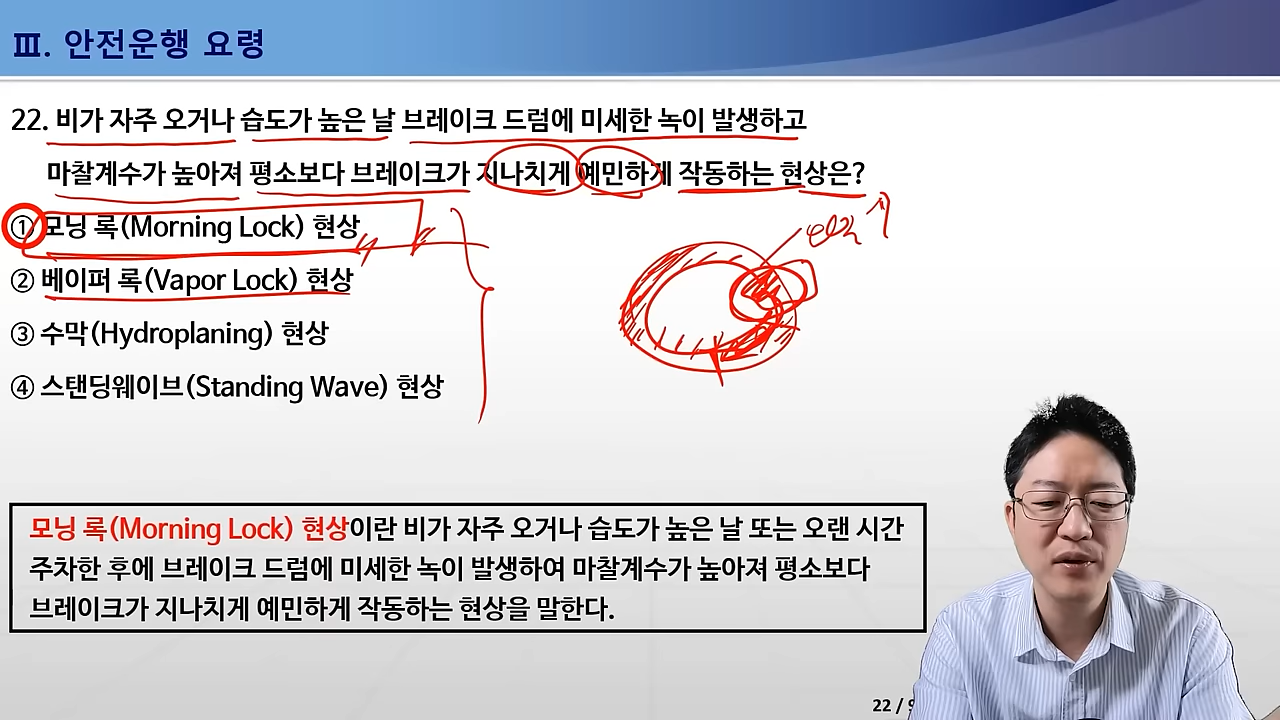 Ⅲ. 안전운행 요령
22. 비가 자주 오거나 습도가 높은 날 브레이크 드럼에 미세한 녹이 발생하고
마찰계수가 높아져 평소보다 브레이크가 지나치게 예민하게 작동하는 현상은?
① 모닝 록(Morning Lock) 현상
② 베이퍼 록(Vapor Lock) 현상
③ 수막(Hydroplaning) 현상
④ 스탠딩웨이브(Standing Wave) 현상
모닝 록(Morning Lock) 현상이란 비가 자주 오거나 습도가 높은 날 또는 오랜 시간
주차한 후에 브레이크 드럼에 미세한 녹이 발생하여 마찰계수가 높아져 평소보다
브레이크가 지나치게 예민하게 작동하는 현상을 말한다.
22 /